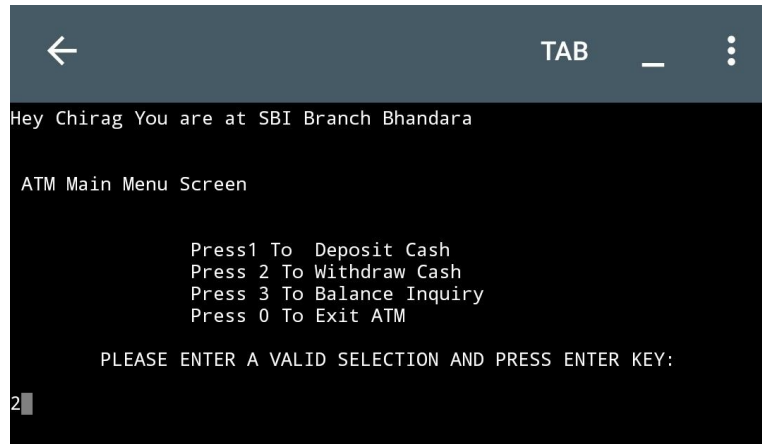 TAB _
Hey Chirag You are at SBI Branch Bhandara
ATM Main Menu Screen
Press1 To  Deposit Cash
Press 2 To Withdraw Cash
Press 3 To Balance Inquiry
Press 0 To Exit ATM
PLEASE ENTER A VALID SELECTION AND PRESS ENTER KEY:
2